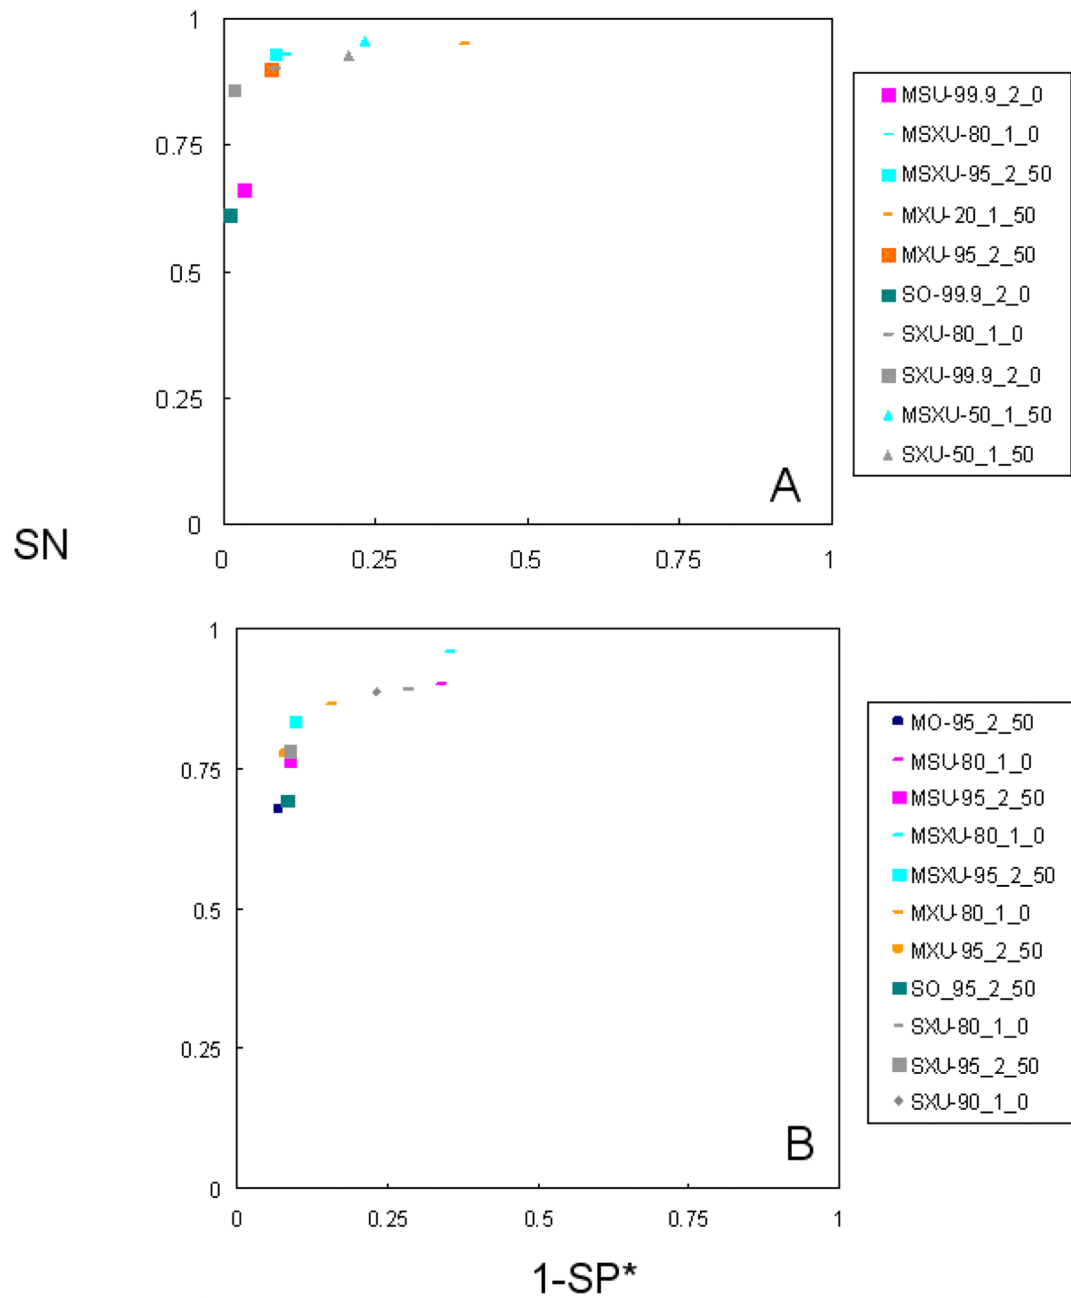 1
0.75
0.5
0.25
0
0 0.25 0.5 0.75 1
A
MSU-99.9_2_0
MSXU-80_1_0
MSXU-95_2_50
MXU-20_1_50
MXU-95_2_50
SO-99.9_2_0
SXU-80_1_0
SXU-99.9_2_0
MSXU-50_1_50
SXU-50_1_50
SN
1
0.75
0.5
0.25
0
0 0.25 0.5 0.75 1
B
MO-95_2_50
MSU-80_1_0
MSU-95_2_50
MSXU-80_1_0
MSXU-95_2_50
MXU-80_1_0
MXU-95_2_50
SO_95_2_50
SXU-80_1_0
SXU-95_2_50
SXU-90_1_0
1-SP*